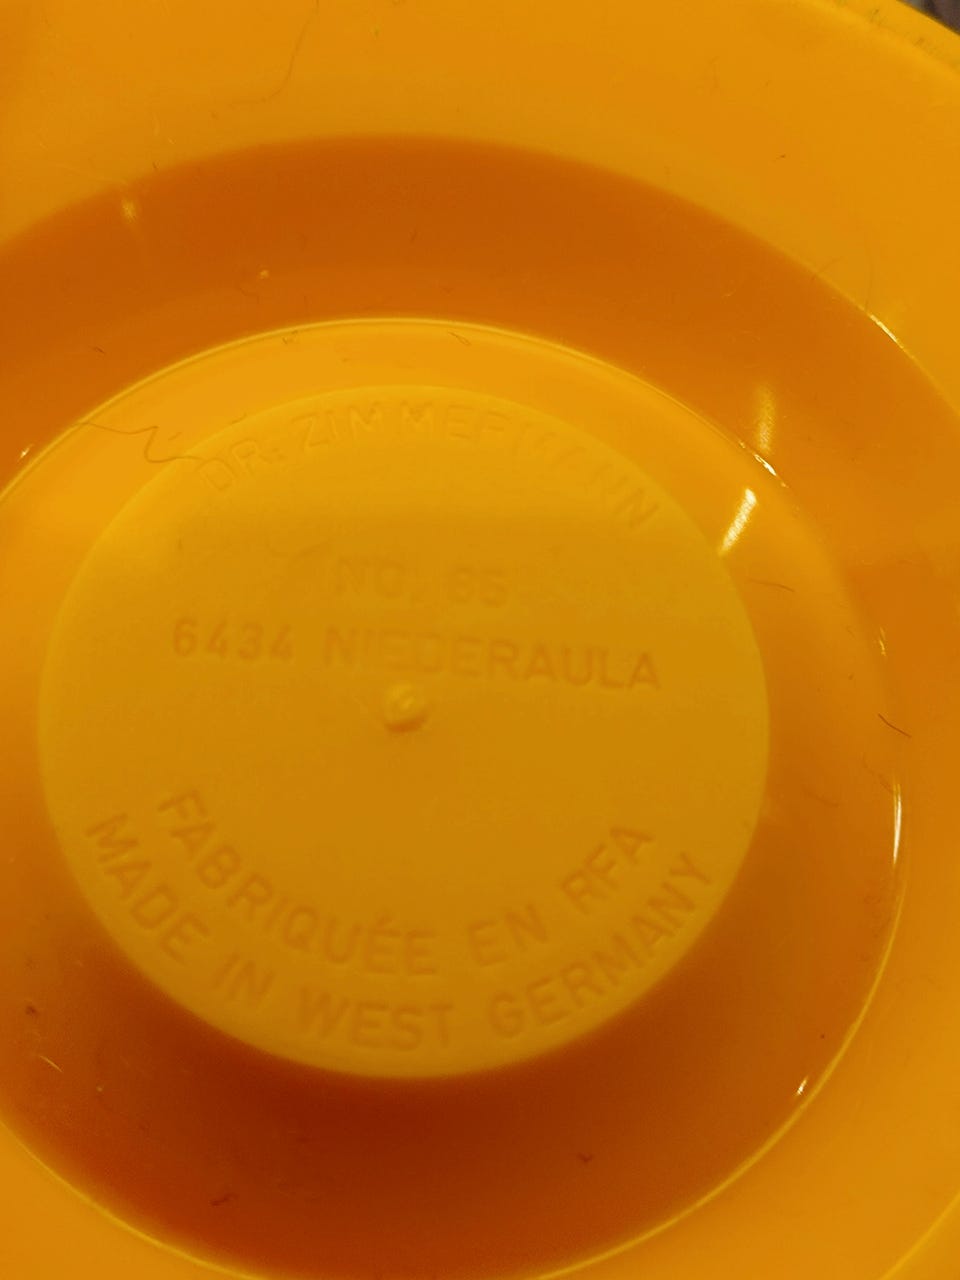 DR. ZIMMERMANN
NO. 65
6434 NIEDERAULA
FABRIQUÉE EN RFA
MADE IN WEST GERMANY